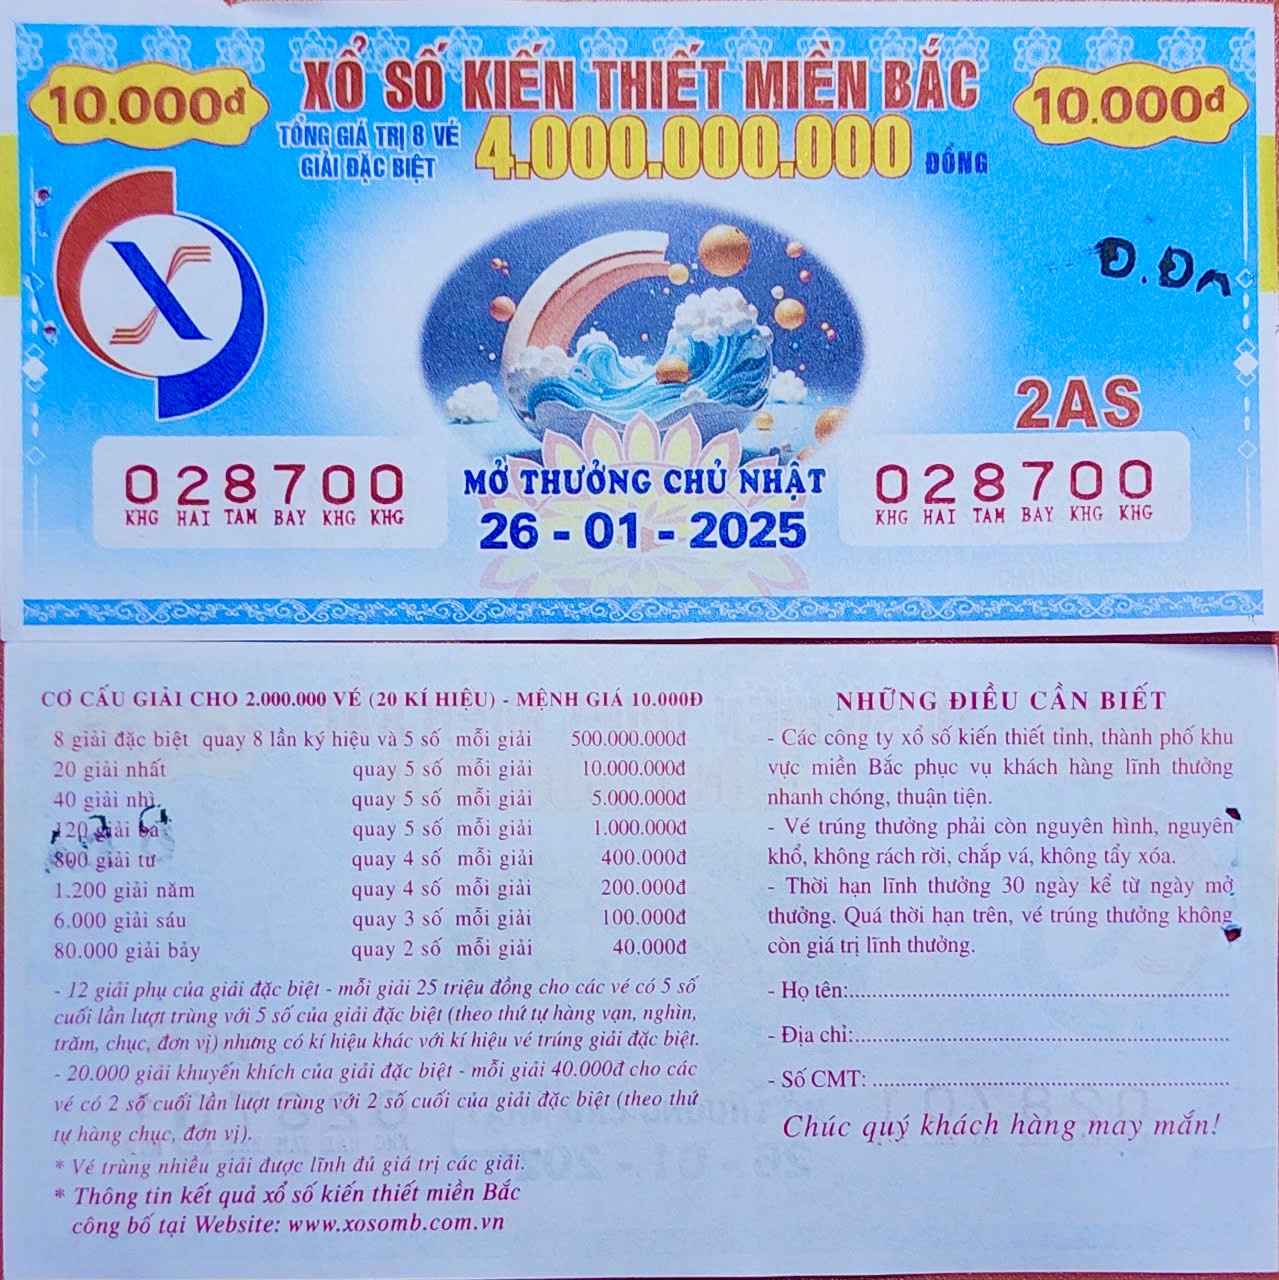 XỔ SỐ KIẾN THIẾT MIỀN BẮC
10.000đ
10.000đ
TỔNG GIÁ TRỊ 8 VÉ
GIẢI ĐẶC BIỆT
4.000.000.000 ĐỒNG
X
Đ.Đn
2AS
028700
KHG HAI TAM BAY KHG KHG
MỞ THƯỞNG CHỦ NHẬT
26 - 01 - 2025
028700
KHG HAI TAM BAY KHG KHG
CƠ CẤU GIẢI CHO 2.000.000 VÉ (20 KÍ HIỆU) - MỆNH GIÁ 10.000Đ
8 giải đặc biệt quay 8 lần ký hiệu và 5 số mỗi giải 500.000.000đ
20 giải nhất quay 5 số mỗi giải 10.000.000đ
40 giải nhì quay 5 số mỗi giải 5.000.000đ
120 giải ba quay 5 số mỗi giải 1.000.000đ
800 giải tư quay 4 số mỗi giải 400.000đ
1.200 giải năm quay 4 số mỗi giải 200.000đ
6.000 giải sáu quay 3 số mỗi giải 100.000đ
80.000 giải bảy quay 2 số mỗi giải 40.000đ
- 12 giải phụ của giải đặc biệt - mỗi giải 25 triệu đồng cho các vé có 5 số
cuối lần lượt trùng với 5 số của giải đặc biệt (theo thứ tự hàng vạn, nghìn,
trăm, chục, đơn vị) nhưng có kí hiệu khác với kí hiệu vé trúng giải đặc biệt.
- 20.000 giải khuyến khích của giải đặc biệt - mỗi giải 40.000đ cho các
vé có 2 số cuối lần lượt trùng với 2 số cuối của giải đặc biệt (theo thứ
tự hàng chục, đơn vị).
* Vé trùng nhiều giải được lĩnh đủ giá trị các giải.
* Thông tin kết quả xổ số kiến thiết miền Bắc
công bố tại Website: www.xosomb.com.vn
NHỮNG ĐIỀU CẦN BIẾT
- Các công ty xổ số kiến thiết tỉnh, thành phố khu
vực miền Bắc phục vụ khách hàng lĩnh thưởng
nhanh chóng, thuận tiện.
- Vé trúng thưởng phải còn nguyên hình, nguyên
khổ, không rách rời, chắp vá, không tẩy xóa.
- Thời hạn lĩnh thưởng 30 ngày kể từ ngày mở
thưởng. Quá thời hạn trên, vé trúng thưởng không
còn giá trị lĩnh thưởng.
- Họ tên:
- Địa chỉ:
- Số CMT:
Chúc quý khách hàng may mắn!